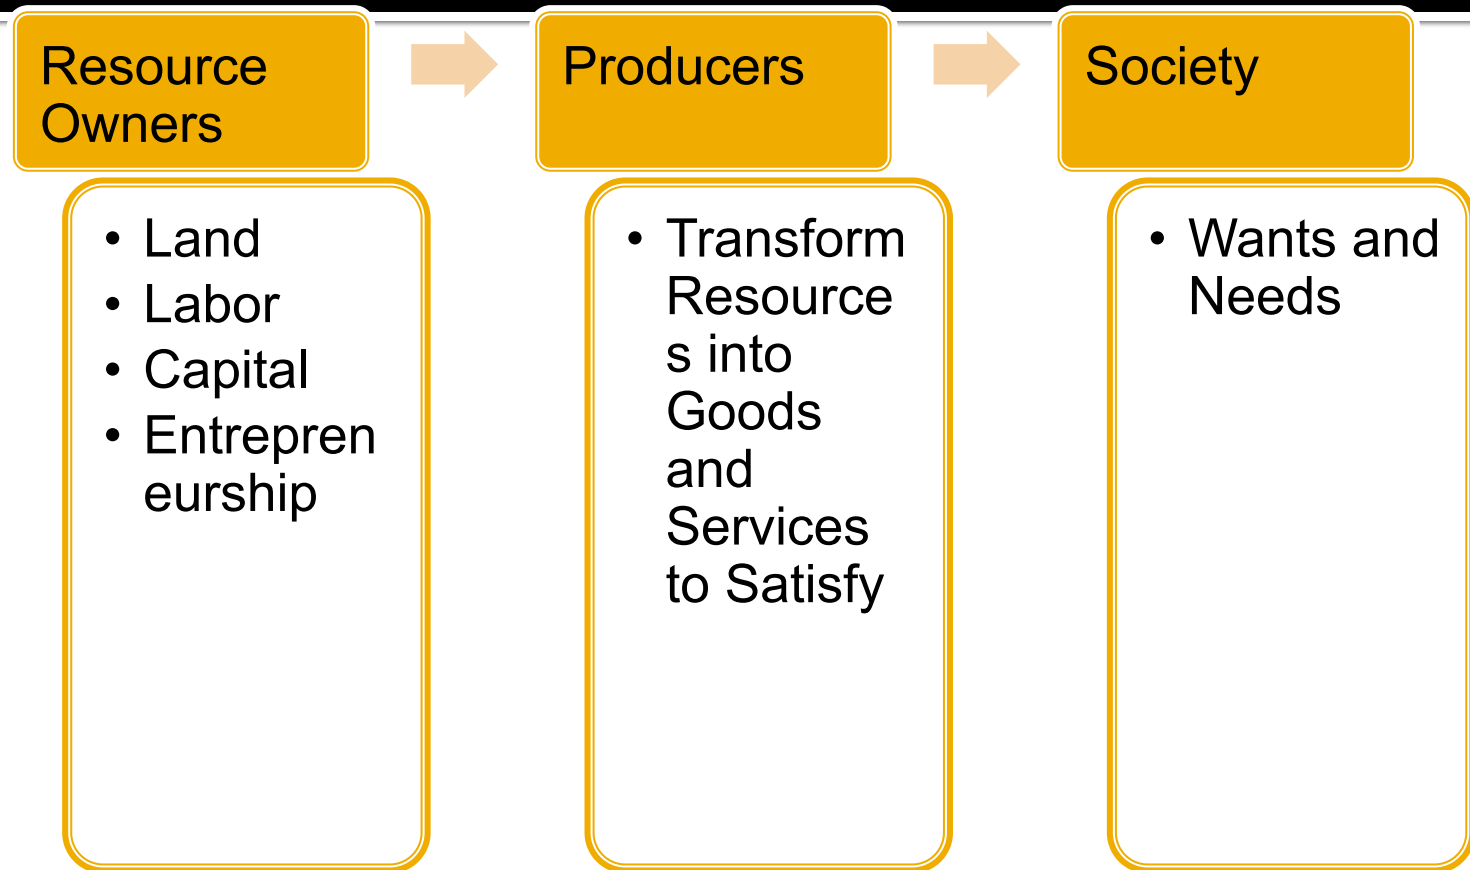 Resource
Owners
• Land
• Labor
• Capital
• Entrepren
eurship
Producers
• Transform
Resource
s into
Goods
and
Services
to Satisfy
Society
• Wants and
Needs